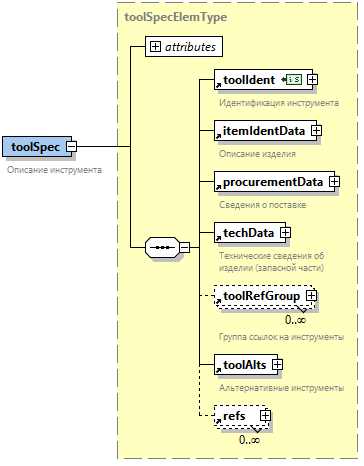 toolSpecElemType
attributes
toolIdent
Идентификация инструмента
itemIdentData
Описание изделия
toolSpec
Описание инструмента
procurementData
Сведения о поставке
techData
Технические сведения об
изделии (запасной части)
toolRefGroup
0..∞
Группа ссылок на инструменты
toolAlts
Альтернативные инструменты
refs
0..∞